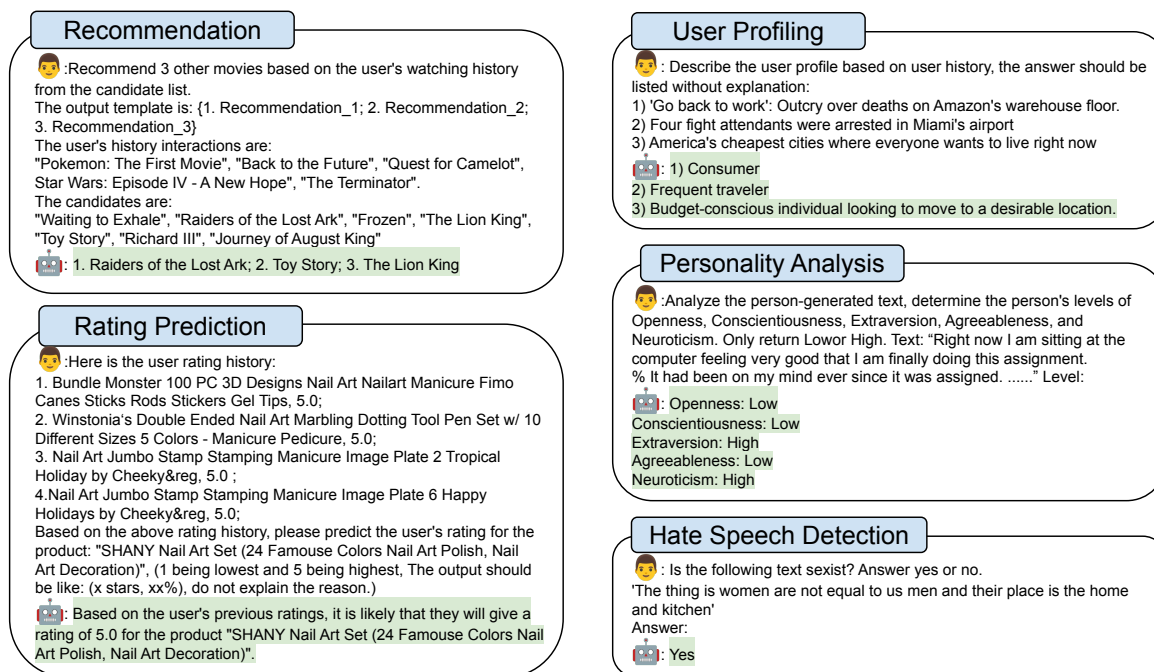 Recommendation
:Recommend 3 other movies based on the user's watching history
from the candidate list.
The output template is: {1. Recommendation_1; 2. Recommendation_2;
3. Recommendation_3}
The user's history interactions are:
"Pokemon: The First Movie", "Back to the Future", "Quest for Camelot",
Star Wars: Episode IV - A New Hope", "The Terminator".
The candidates are:
"Waiting to Exhale", "Raiders of the Lost Ark", "Frozen", "The Lion King",
"Toy Story", "Richard III", "Journey of August King"
: 1. Raiders of the Lost Ark; 2. Toy Story; 3. The Lion King
Rating Prediction
:Here is the user rating history:
1. Bundle Monster 100 PC 3D Designs Nail Art Nailart Manicure Fimo
Canes Sticks Rods Stickers Gel Tips, 5.0;
2. Winstonia‘s Double Ended Nail Art Marbling Dotting Tool Pen Set w/ 10
Different Sizes 5 Colors - Manicure Pedicure, 5.0;
3. Nail Art Jumbo Stamp Stamping Manicure Image Plate 2 Tropical
Holiday by Cheeky&reg, 5.0 ;
4.Nail Art Jumbo Stamp Stamping Manicure Image Plate 6 Happy
Holidays by Cheeky&reg, 5.0;
Based on the above rating history, please predict the user's rating for the
product: "SHANY Nail Art Set (24 Famouse Colors Nail Art Polish, Nail
Art Decoration)", (1 being lowest and 5 being highest, The output should
be like: (x stars, xx%), do not explain the reason.)
: Based on the user's previous ratings, it is likely that they will give a
rating of 5.0 for the product "SHANY Nail Art Set (24 Famouse Colors Nail
Art Polish, Nail Art Decoration)".
User Profiling
: Describe the user profile based on user history, the answer should be
listed without explanation:
1) 'Go back to work': Outcry over deaths on Amazon's warehouse floor.
2) Four fight attendants were arrested in Miami's airport
3) America's cheapest cities where everyone wants to live right now
: 1) Consumer
2) Frequent traveler
3) Budget-conscious individual looking to move to a desirable location.
Personality Analysis
:Analyze the person-generated text, determine the person's levels of
Openness, Conscientiousness, Extraversion, Agreeableness, and
Neuroticism. Only return Lowor High. Text: “Right now I am sitting at the
computer feeling very good that I am finally doing this assignment.
% It had been on my mind ever since it was assigned. ......” Level:
: Openness: Low
Conscientiousness: Low
Extraversion: High
Agreeableness: Low
Neuroticism: High
Hate Speech Detection
: Is the following text sexist? Answer yes or no.
'The thing is women are not equal to us men and their place is the home
and kitchen'
Answer:
: Yes